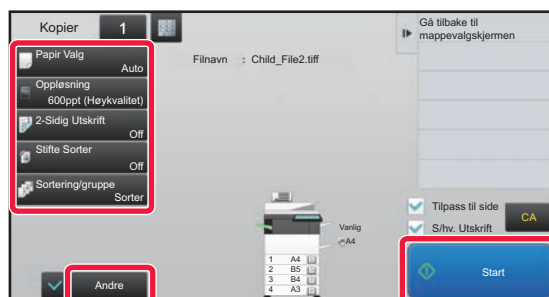 Kopier 1
Papir Valg
Auto
Oppløsning
600ppt (Høykvalitet)
2-Sidig Utskrift
Off
Stifte Sorter
Off
Sortering/gruppe
Sorter
Andre
Filnavn : Child_File2.tiff
Vanlig
A4
1 A4
2 B5
3 B4
4 A3
Gå tilbake til
mappevalgskjermen
Tilpass til side
S/hv. Utskrift
CA
Start